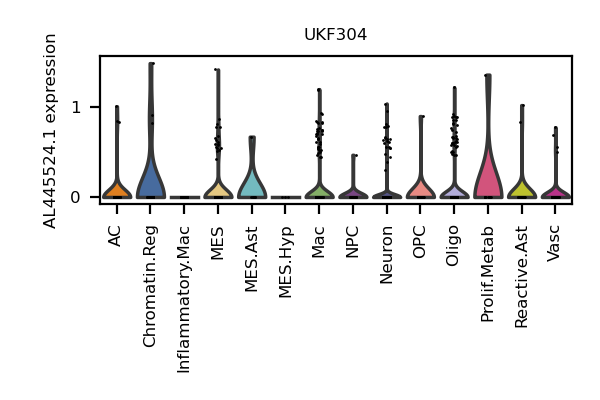 UKF304
AL445524.1 expression
1
0
AC
Chromatin.Reg
Inflammatory.Mac
MES
MES.Ast
MES.Hyp
Mac
NPC
Neuron
OPC
Oligo
Prolif.Metab
Reactive.Ast
Vasc